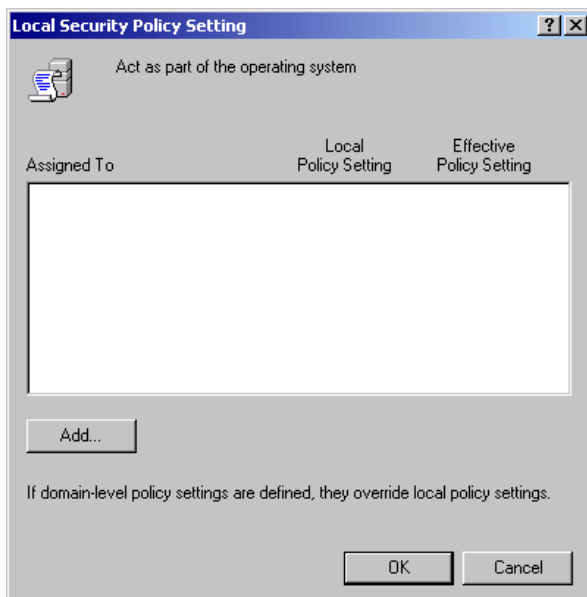 Local Security Policy Setting
Act as part of the operating system
Assigned To
Local
Policy Setting
Effective
Policy Setting
Add...
If domain-level policy settings are defined, they override local policy settings.
OK
Cancel